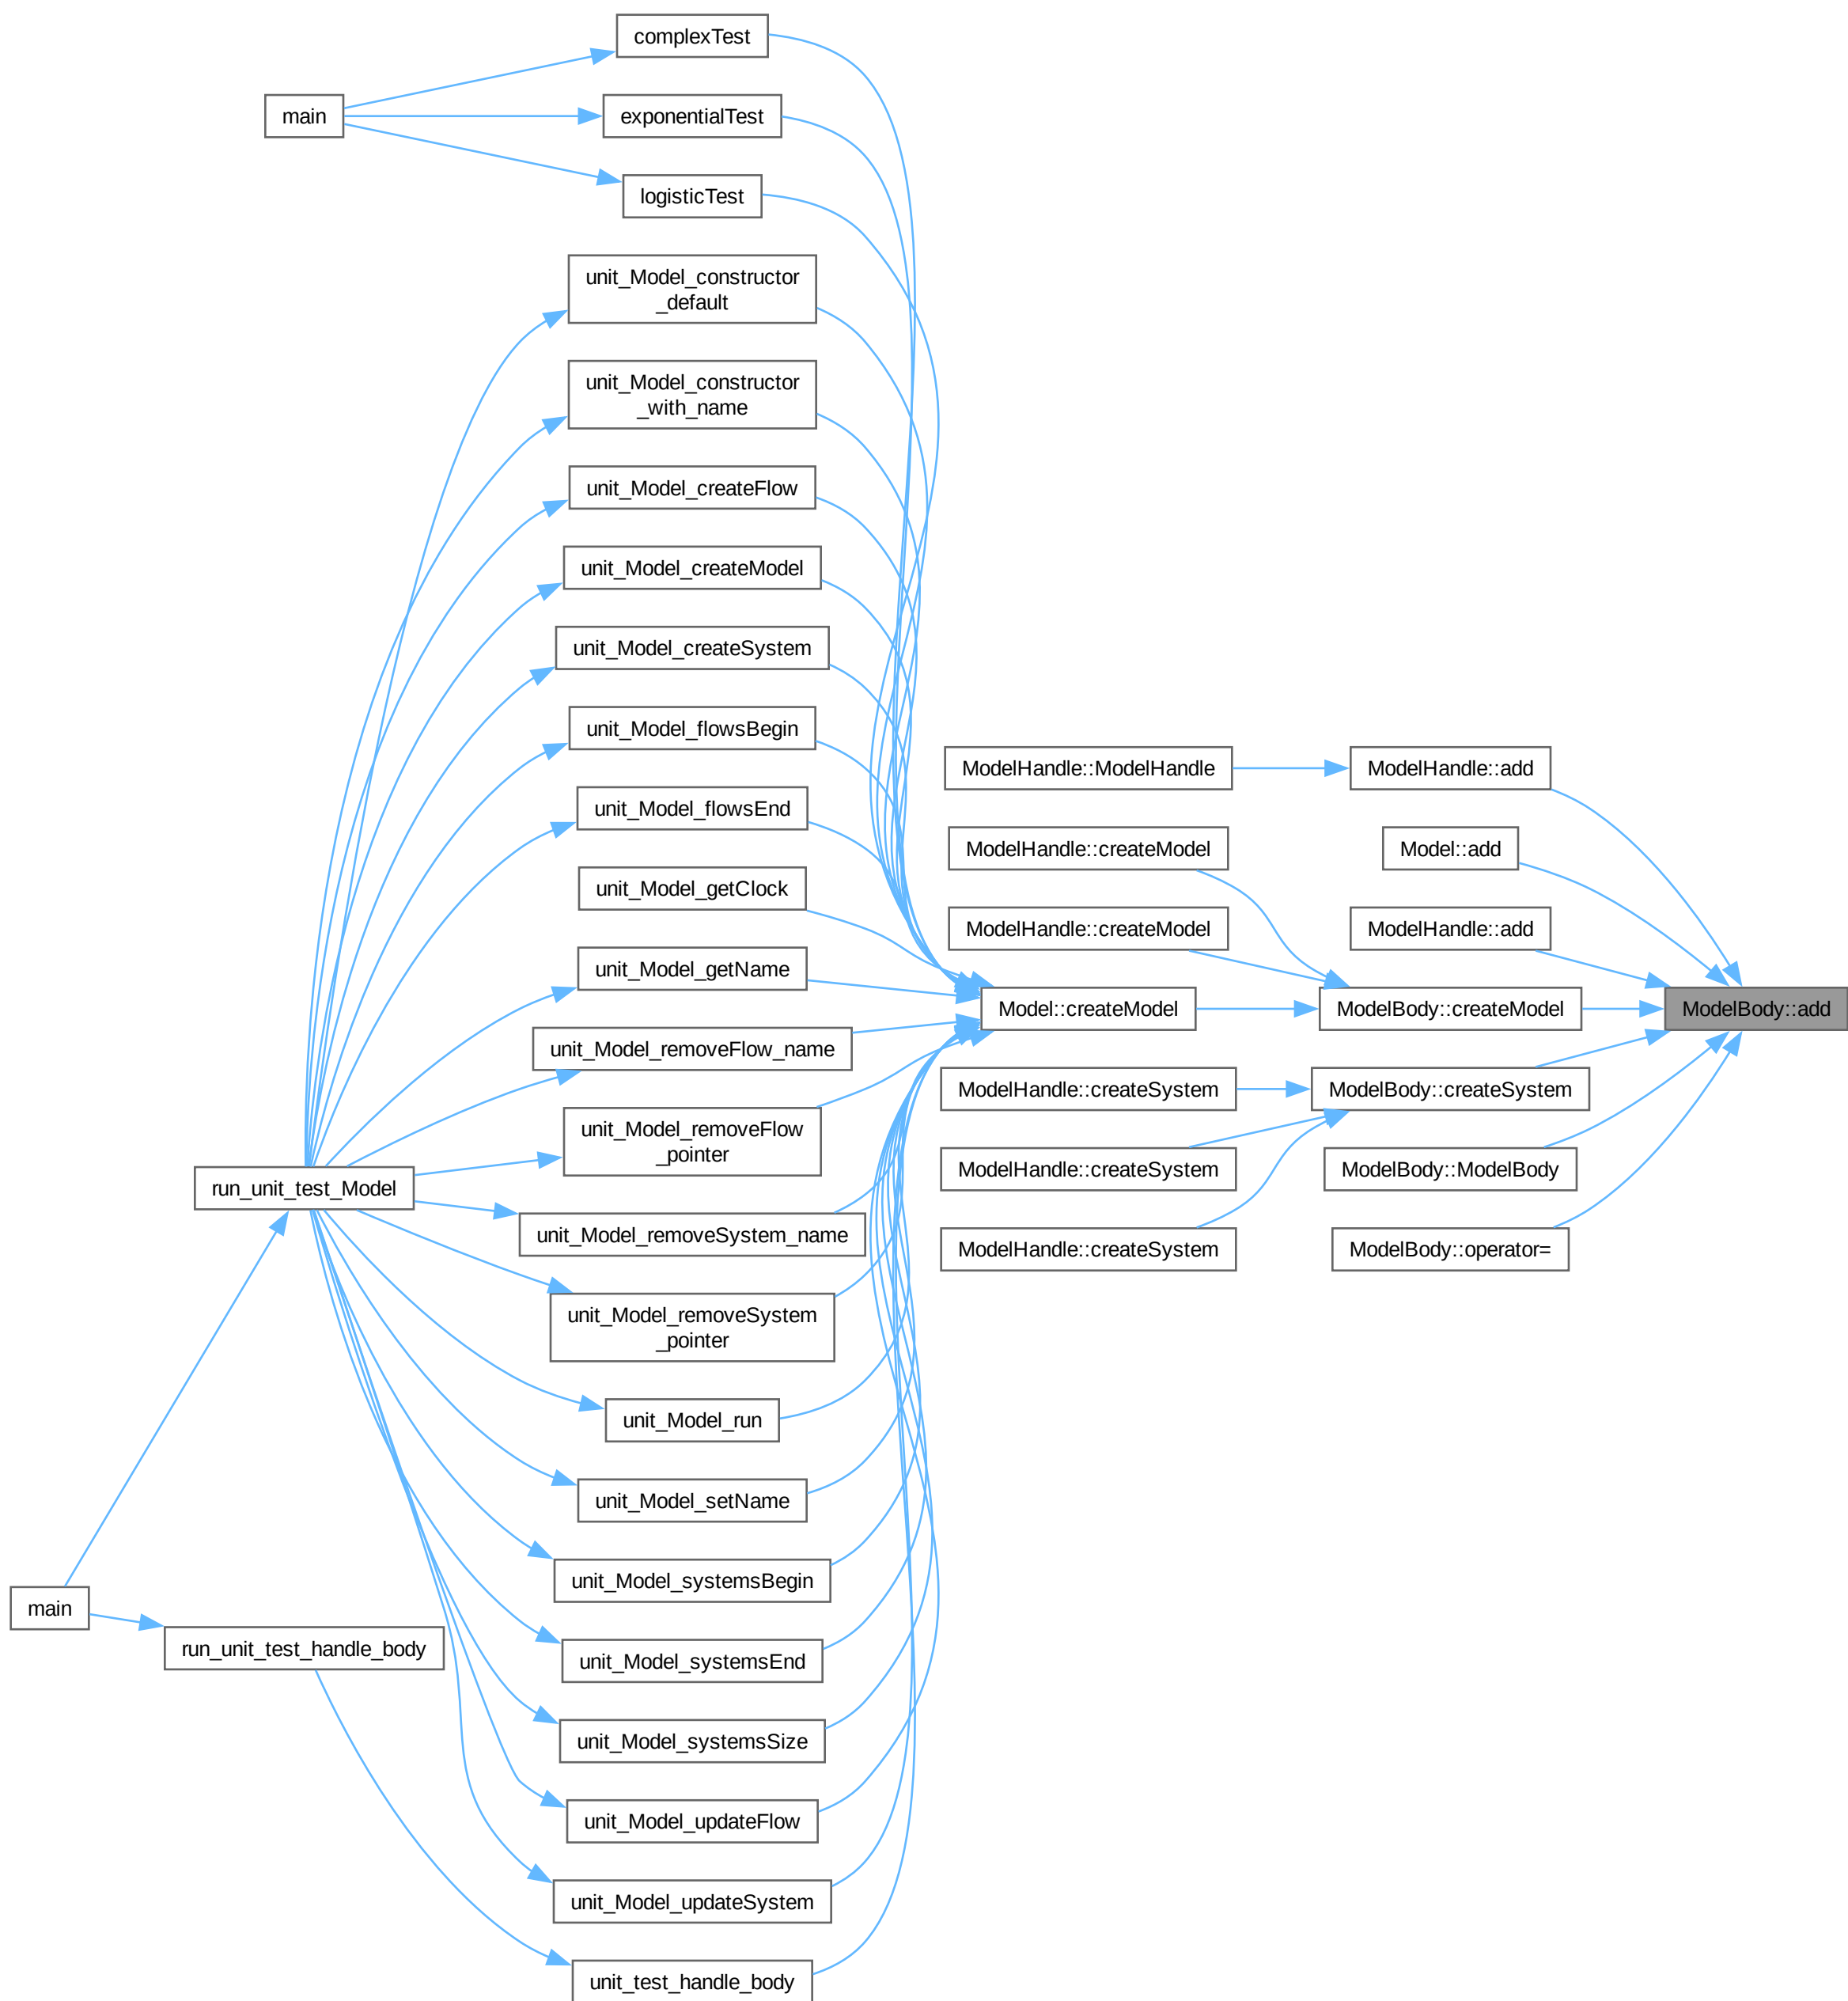 complexTest
main
exponentialTest
logisticTest
unit_Model_constructor
_default
unit_Model_constructor
_with_name
unit_Model_createFlow
unit_Model_createModel
unit_Model_createSystem
unit_Model_flowsBegin
unit_Model_flowsEnd
unit_Model_getClock
unit_Model_getName
unit_Model_removeFlow_name
unit_Model_removeFlow
_pointer
run_unit_test_Model
unit_Model_removeSystem_name
unit_Model_removeSystem
_pointer
unit_Model_run
unit_Model_setName
unit_Model_systemsBegin
main
run_unit_test_handle_body
unit_Model_systemsEnd
unit_Model_systemsSize
unit_Model_updateFlow
unit_Model_updateSystem
unit_test_handle_body
ModelHandle::ModelHandle
ModelHandle::add
ModelHandle::createModel
Model::add
ModelHandle::createModel
ModelHandle::add
Model::createModel
ModelBody::createModel
ModelBody::add
ModelHandle::createSystem
ModelBody::createSystem
ModelHandle::createSystem
ModelBody::ModelBody
ModelHandle::createSystem
ModelBody::operator=